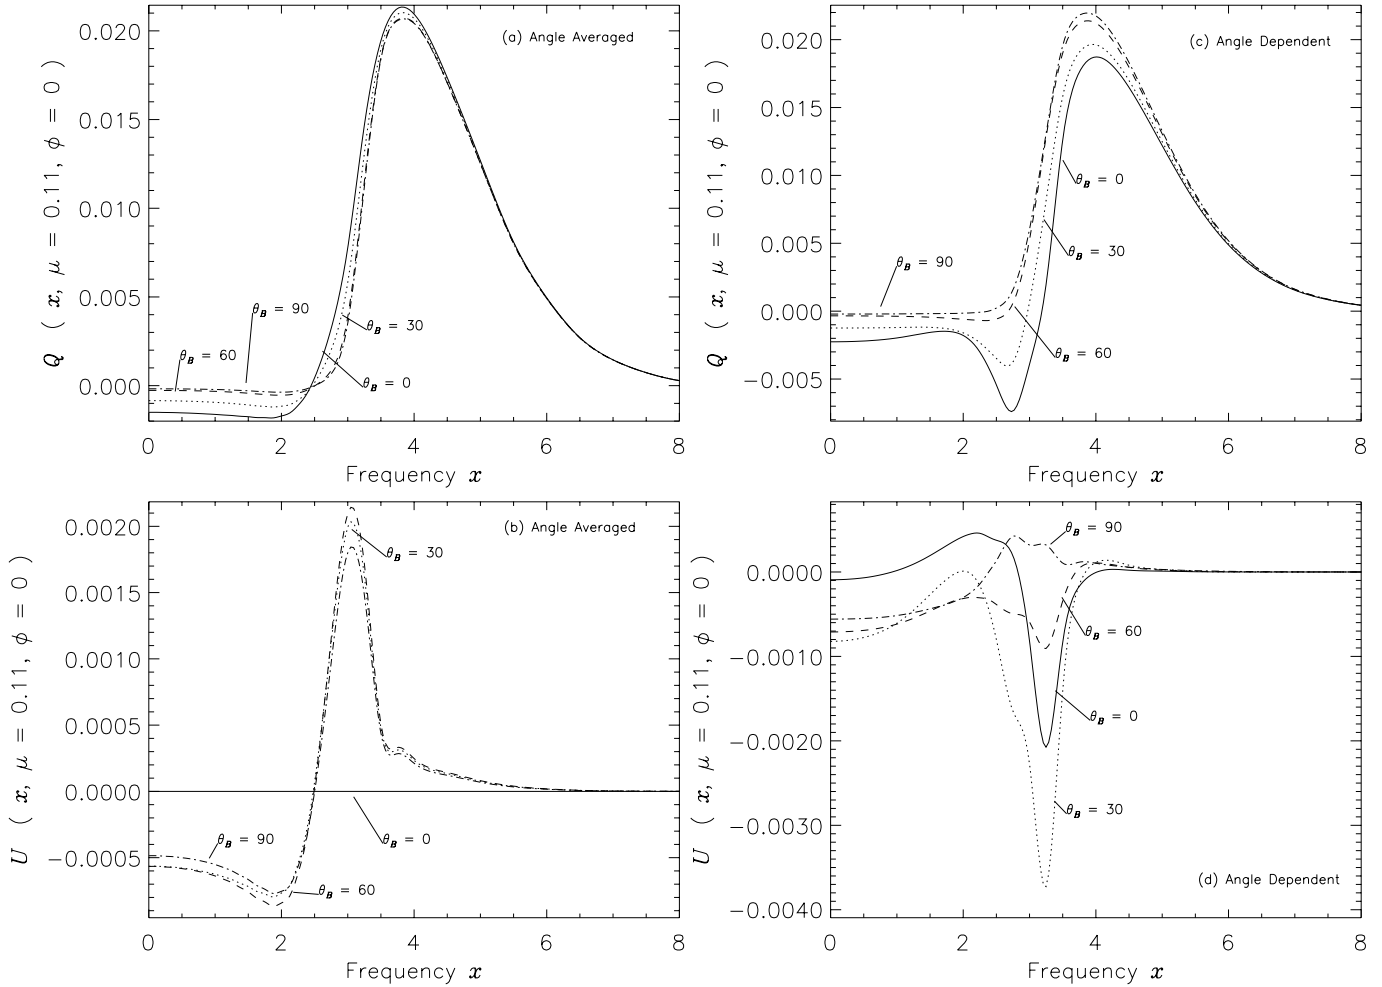 (a) Angle Averaged
Q ( x, μ = 0.11, ϕ = 0 )
0.020
0.015
0.010
0.005
0.000
θB = 90
θB = 60
θB = 30
θB = 0
0 2 4 6 8
Frequency x
(c) Angle Dependent
Q ( x, μ = 0.11, ϕ = 0 )
0.020
0.015
0.010
0.005
0.000
−0.005
θB = 0
θB = 30
θB = 90
θB = 60
0 2 4 6 8
Frequency x
(b) Angle Averaged
U ( x, μ = 0.11, ϕ = 0 )
0.0020
0.0015
0.0010
0.0005
0.0000
−0.0005
θB = 30
θB = 0
θB = 90
θB = 60
0 2 4 6 8
Frequency x
U ( x, μ = 0.11, ϕ = 0 )
0.0000
−0.0010
−0.0020
−0.0030
−0.0040
θB = 90
θB = 60
θB = 0
θB = 30
(d) Angle Dependent
0 2 4 6 8
Frequency x